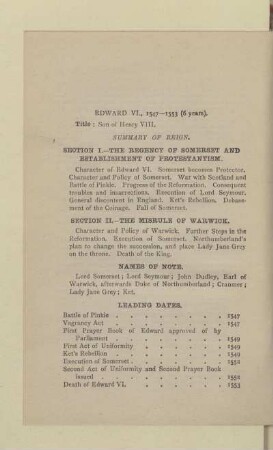 EDWARD VI., 1547–1553 (6 years).
Title : Son of Henry VIII.
SUMMARY OF REIGN.
SECTION I.—THE REGENCY OF SOMERSET AND
ESTABLISHMENT OF PROTESTANTISM.
Character of Edward VI. Somerset becomes Protector.
Character and Policy of Somerset. War with Scotland and
Battle of Pinkie. Progress of the Reformation. Consequent
troubles and insurrections. Execution of Lord Seymour.
General discontent in England. Ket's Rebellion. Debase-
ment of the Coinage. Fall of Somerset.
SECTION II.—THE MISRULE OF WARWICK.
Character and Policy of Warwick. Further Steps in the
Reformation. Execution of Somerset. Northumberland's
plan to change the succession, and place Lady Jane Grey
on the throne. Death of the King.
NAMES OF NOTE.
Lord Somerset; Lord Seymour; John Dudley, Earl of
Warwick, afterwards Duke of Northumberland; Cranmer;
Lady Jane Grey; Ket.
LEADING DATES.
Battle of Pinkie . . . . . . . 1547
Vagrancy Act . . . . . . . 1547
First Prayer Book of Edward approved of by
Parliament . . . . . . . 1549
First Act of Uniformity . . . . . . 1549
Ket's Rebellion . . . . . . . 1549
Execution of Somerset . . . . . . 1552
Second Act of Uniformity and Second Prayer Book
issued . . . . . . . 1552
Death of Edward VI. . . . . . . 1553